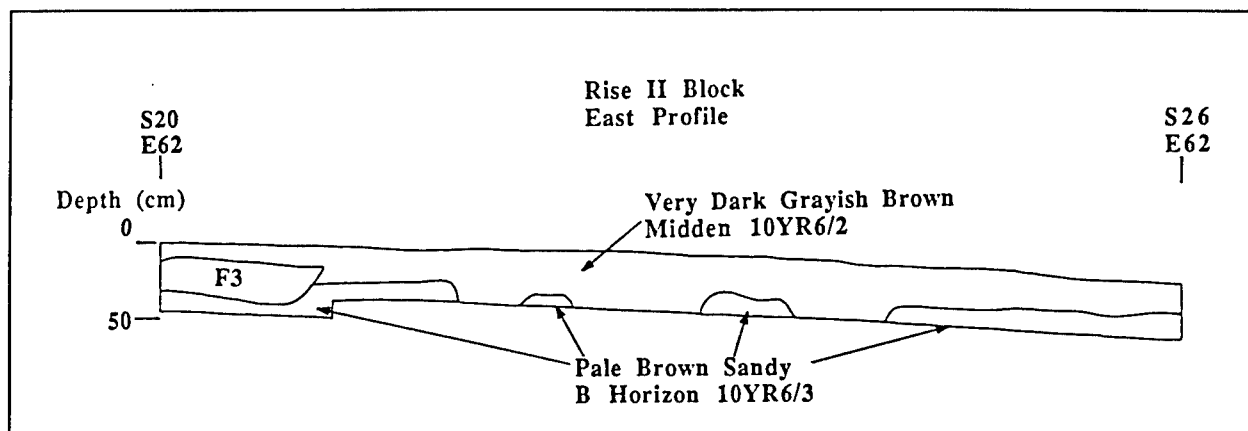 Rise II Block
East Profile
S20
E62
S26
E62
Depth (cm)
0
Very Dark Grayish Brown
Midden 10YR6/2
F3
50
Pale Brown Sandy
B Horizon 10YR6/3